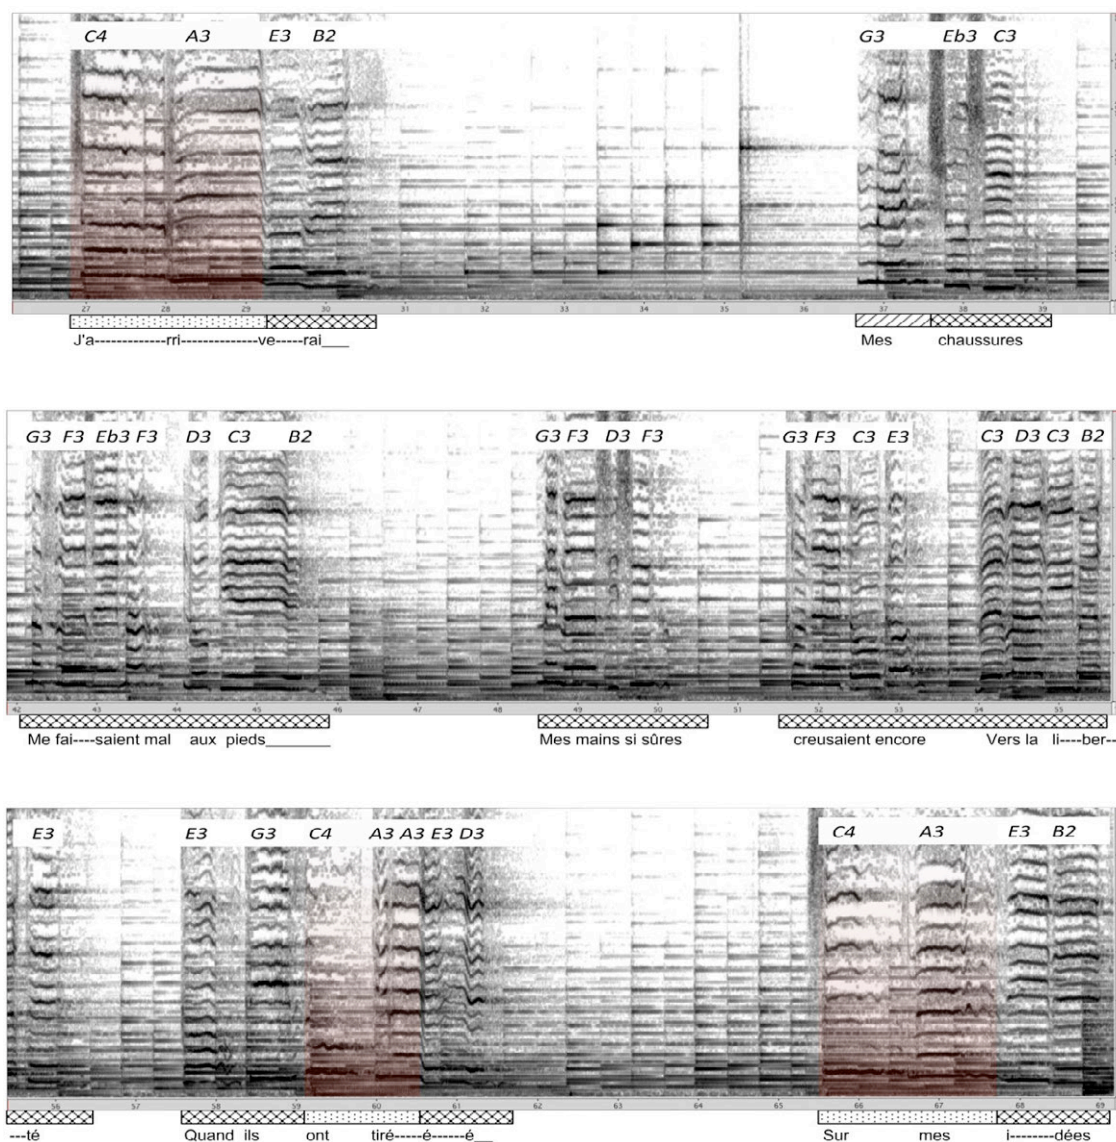 C4 A3 E3 B2 G3 Eb3 C3
27 28 29 30 31 32 33 34 35 36 37 38 39
J'a------------rri-------------ve-----rai___ Mes chaussures
G3 F3 Eb3 F3 D3 C3 B2 G3 F3 D3 F3 G3 F3 C3 E3 C3 D3 C3 B2
42 43 44 45 46 47 48 49 50 51 52 53 54 55
Me fai----saient mal aux pieds_______ Mes mains si sûres creusaient encore Vers la li----ber--
E3 E3 G3 C4 A3 A3 E3 D3 C4 A3 E3 B2
56 57 58 59 60 61 62 63 64 65 66 67 68 69
---té Quand ils ont tiré-----é-----é__ Sur mes i--------dées